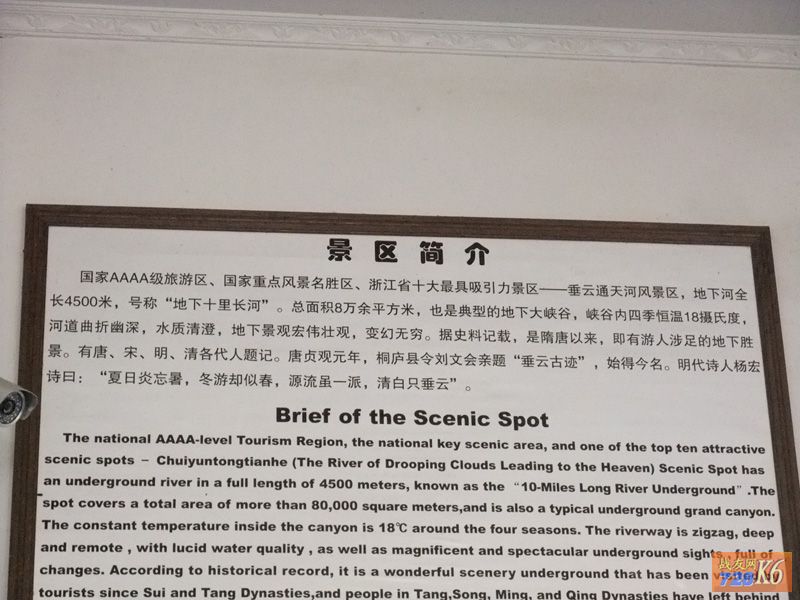 景区简介
国家AAAA级旅游区、国家重点风景名胜区、浙江省十大最具吸引力景区——垂云通天河风景区，地下河全
长4500米，号称“地下十里长河”。总面积8万余平方米，也是典型的地下大峡谷，峡谷内四季恒温18摄氏度，
河道曲折幽深，水质清澄，地下景观宏伟壮观，变幻无穷。据史料记载，是隋唐以来，即有游人涉足的地下胜
景。有唐、宋、明、清各代人题记。唐贞观元年，桐庐县令刘文会亲题“垂云古迹”，始得今名。明代诗人杨宏
诗曰：“夏日炎忘暑，冬游却似春，源流虽一派，清白只垂云”。
Brief of the Scenic Spot
The national AAAA-level Tourism Region, the national key scenic area, and one of the top ten attractive
scenic spots – Chuiyuntongtianhe (The River of Drooping Clouds Leading to the Heaven) Scenic Spot has
an underground river in a full length of 4500 meters, known as the “10-Miles Long River Underground”.The
spot covers a total area of more than 80,000 square meters,and is also a typical underground grand canyon.
The constant temperature inside the canyon is 18℃ around the four seasons. The riverway is zigzag, deep
and remote , with lucid water quality , as well as magnificent and spectacular underground sights , full of
changes. According to historical record, it is a wonderful scenery underground that has been visited
tourists since Sui and Tang Dynasties,and people in Tang,Song, Ming, and Qing Dynasties have left behind
战友网
K6